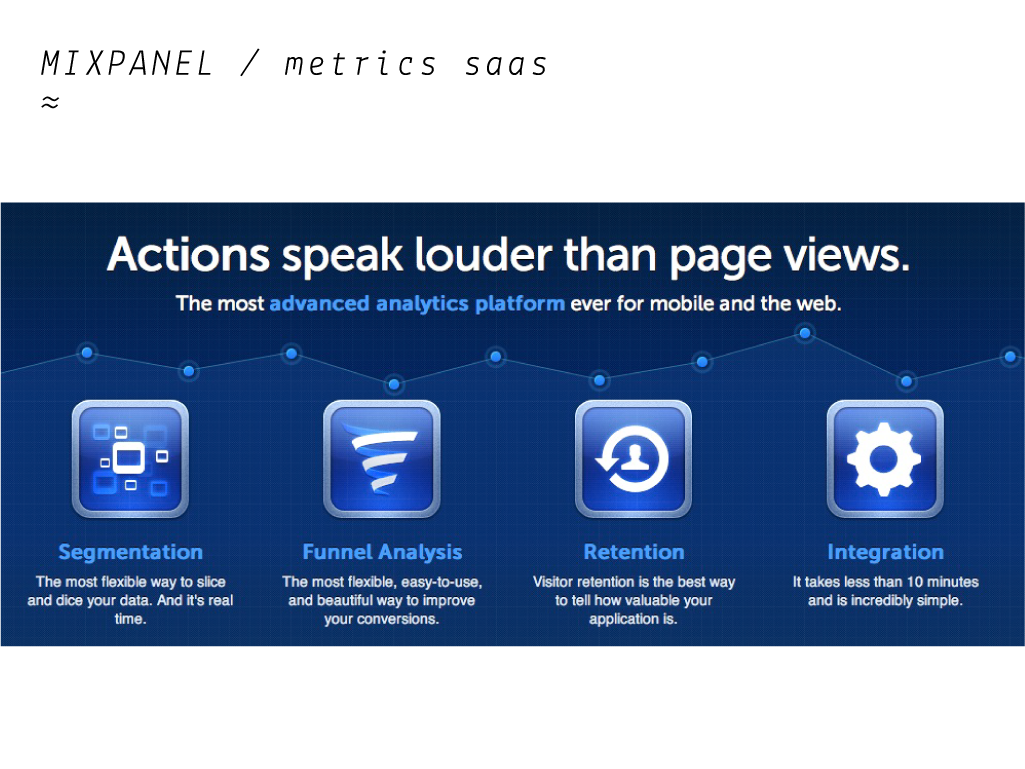 MIXPANEL / metrics saas
≈
Actions speak louder than page views.
The most advanced analytics platform ever for mobile and the web.
Segmentation
The most flexible way to slice
and dice your data. And it's real
time.
Funnel Analysis
The most flexible, easy-to-use,
and beautiful way to improve
your conversions.
Retention
Visitor retention is the best way
to tell how valuable your
application is.
Integration
It takes less than 10 minutes
and is incredibly simple.